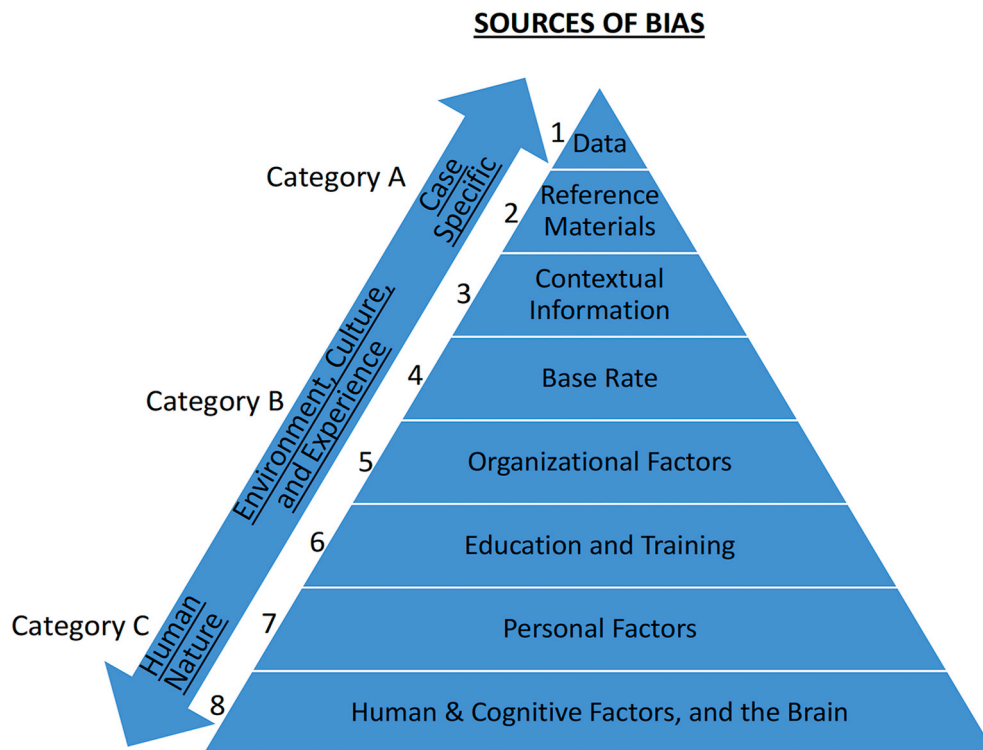 SOURCES OF BIAS
Category A
Case
Specific
Category B
Environment, Culture,
and Experience
Category C
Human
Nature
1
Data
2
Reference
Materials
3
Contextual
Information
4
Base Rate
5
Organizational Factors
6
Education and Training
7
Personal Factors
8
Human & Cognitive Factors, and the Brain